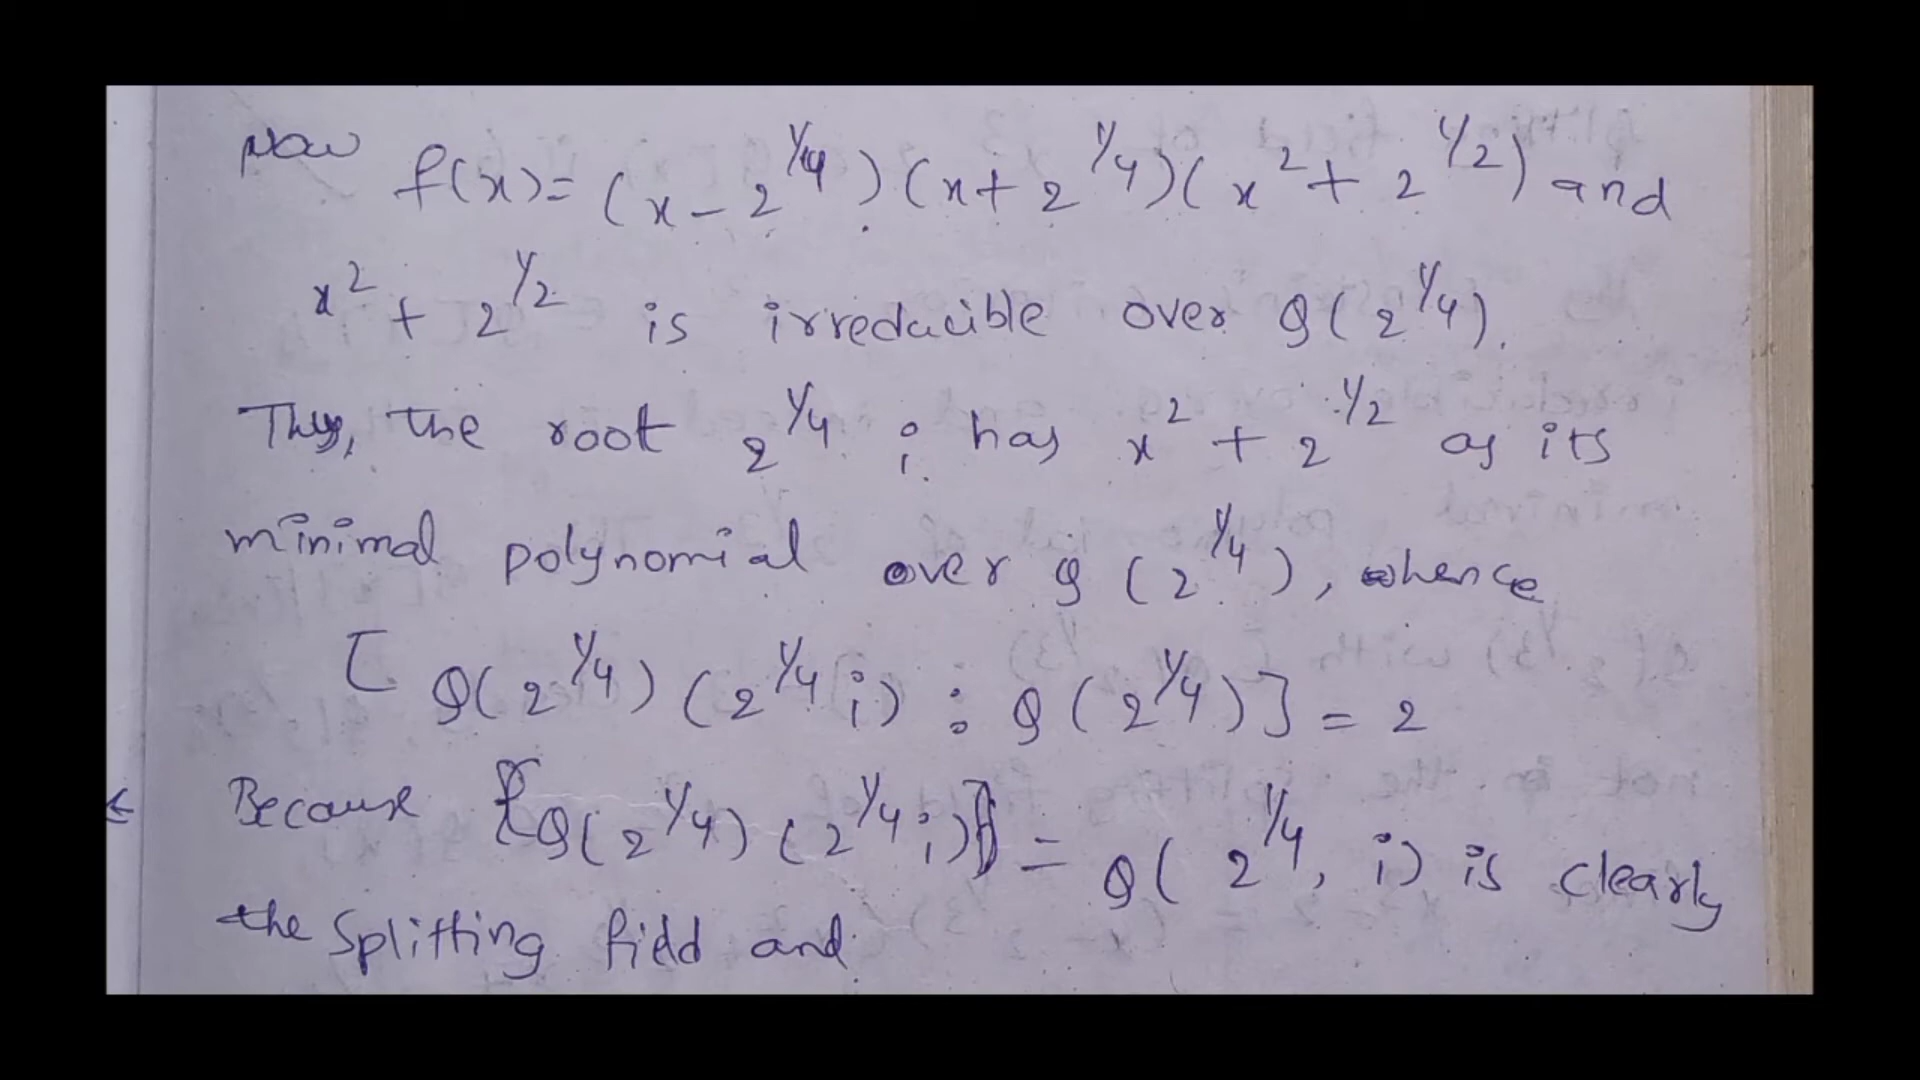 Now f(x) = (x - 2^{1/4}) (x + 2^{1/4}) (x^2 + 2^{1/2}) and
x^2 + 2^{1/2} is irreducible over Q(2^{1/4}).
Thus, the root 2^{1/4} i has x^2 + 2^{1/2} as its
minimal polynomial over Q(2^{1/4}), whence
[Q(2^{1/4}) (2^{1/4} i) : Q(2^{1/4})] = 2
Because Q(2^{1/4}) (2^{1/4} i) = Q(2^{1/4}, i) is clearly
the splitting field and